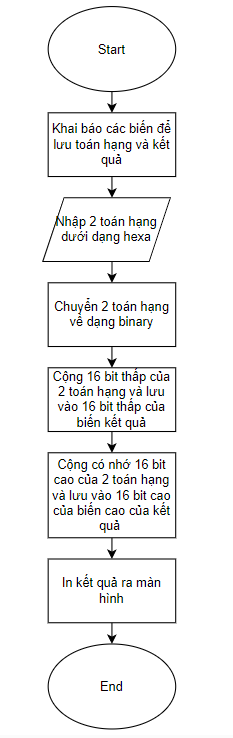 Start
Khai báo các biến để
lưu toán hạng và kết
quả
Nhập 2 toán hạng
dưới dạng hexa
Chuyển 2 toán hạng
về dạng binary
Cộng 16 bit thấp của
2 toán hạng và lưu
vào 16 bit thấp của
biến kết quả
Cộng có nhớ 16 bit
cao của 2 toán hạng
và lưu vào 16 bit cao
của biến cao của kết
quả
In kết quả ra màn
hình
End